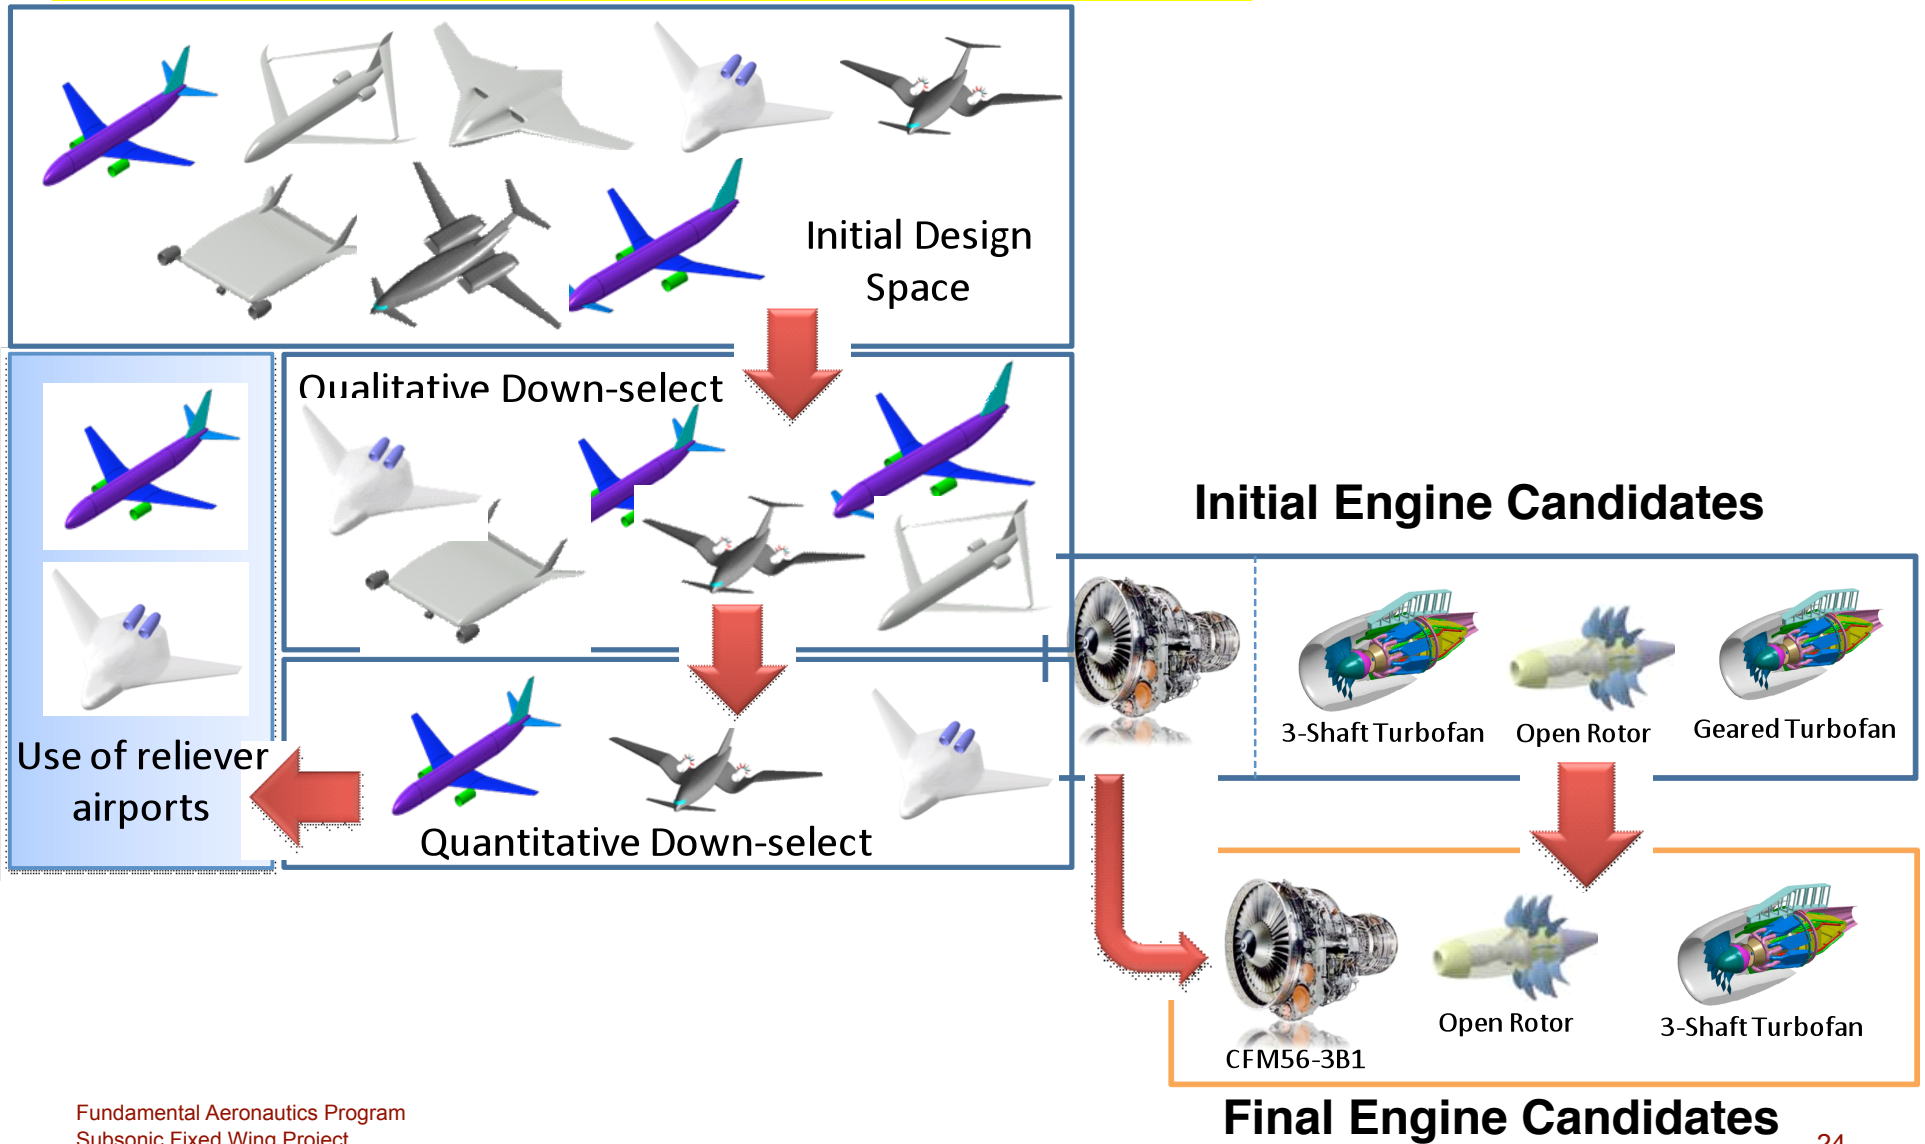 Initial Design
Space
Qualitative Down-select
Initial Engine Candidates
3-Shaft Turbofan
Open Rotor
Geared Turbofan
Use of reliever
airports
Quantitative Down-select
Open Rotor
3-Shaft Turbofan
CFM56-3B1
Final Engine Candidates
Fundamental Aeronautics Program
Subsonic Fixed Wing Project
24